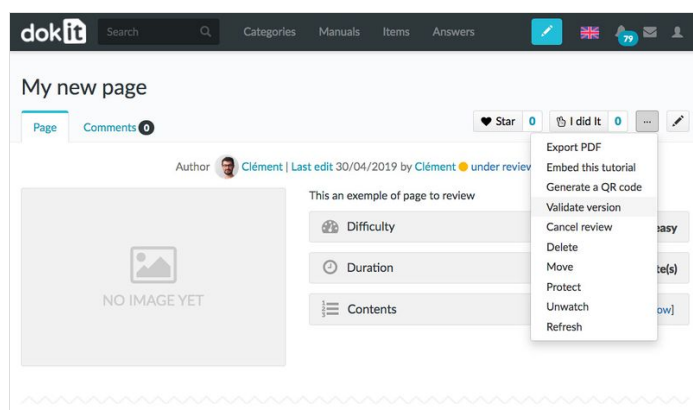 dokit Search Categories Manuals Items Answers 79
My new page
Page Comments 0 Star 0 I did It 0 ...
Author Clément | Last edit 30/04/2019 by Clément under review
This an exemple of page to review
Difficulty easy
Duration
Contents
NO IMAGE YET
Export PDF
Embed this tutorial
Generate a QR code
Validate version
Cancel review
Delete
Move
Protect
Unwatch
Refresh